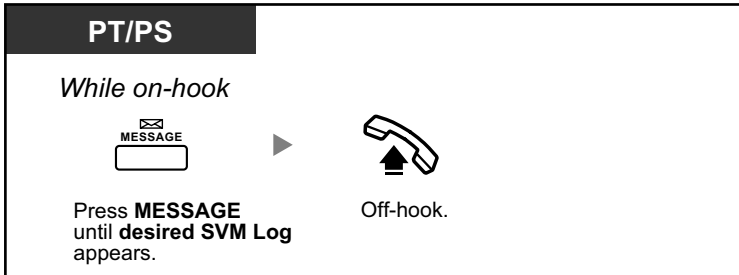 PT/PS
While on-hook
MESSAGE
Press MESSAGE
until desired SVM Log
appears.
Off-hook.